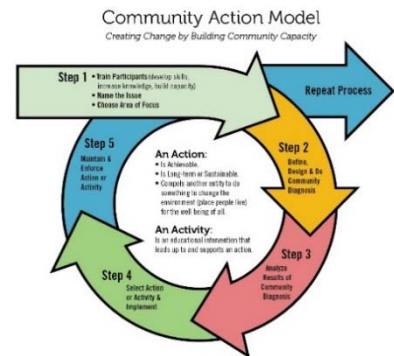 Community Action Model
Creating Change by Building Community Capacity
Step 1
• Train Participants (develop skills,
increase knowledge, build capacity)
• Name the Issue
• Choose Area of Focus
Repeat Process
Step 2
Define,
Design & Do
Community
Diagnosis
Step 3
Analyze
Results of
Community
Diagnosis
Step 4
Select Action
or Activity &
Implement
Step 5
Maintain &
Enforce
Action or
Activity
An Action:
• Is Achievable,
• Is Long-term or Sustainable,
• Compels another entity to do
something to change the
environment (place people live)
for the well being of all.
An Activity:
Is an educational intervention that
leads up to and supports an action.